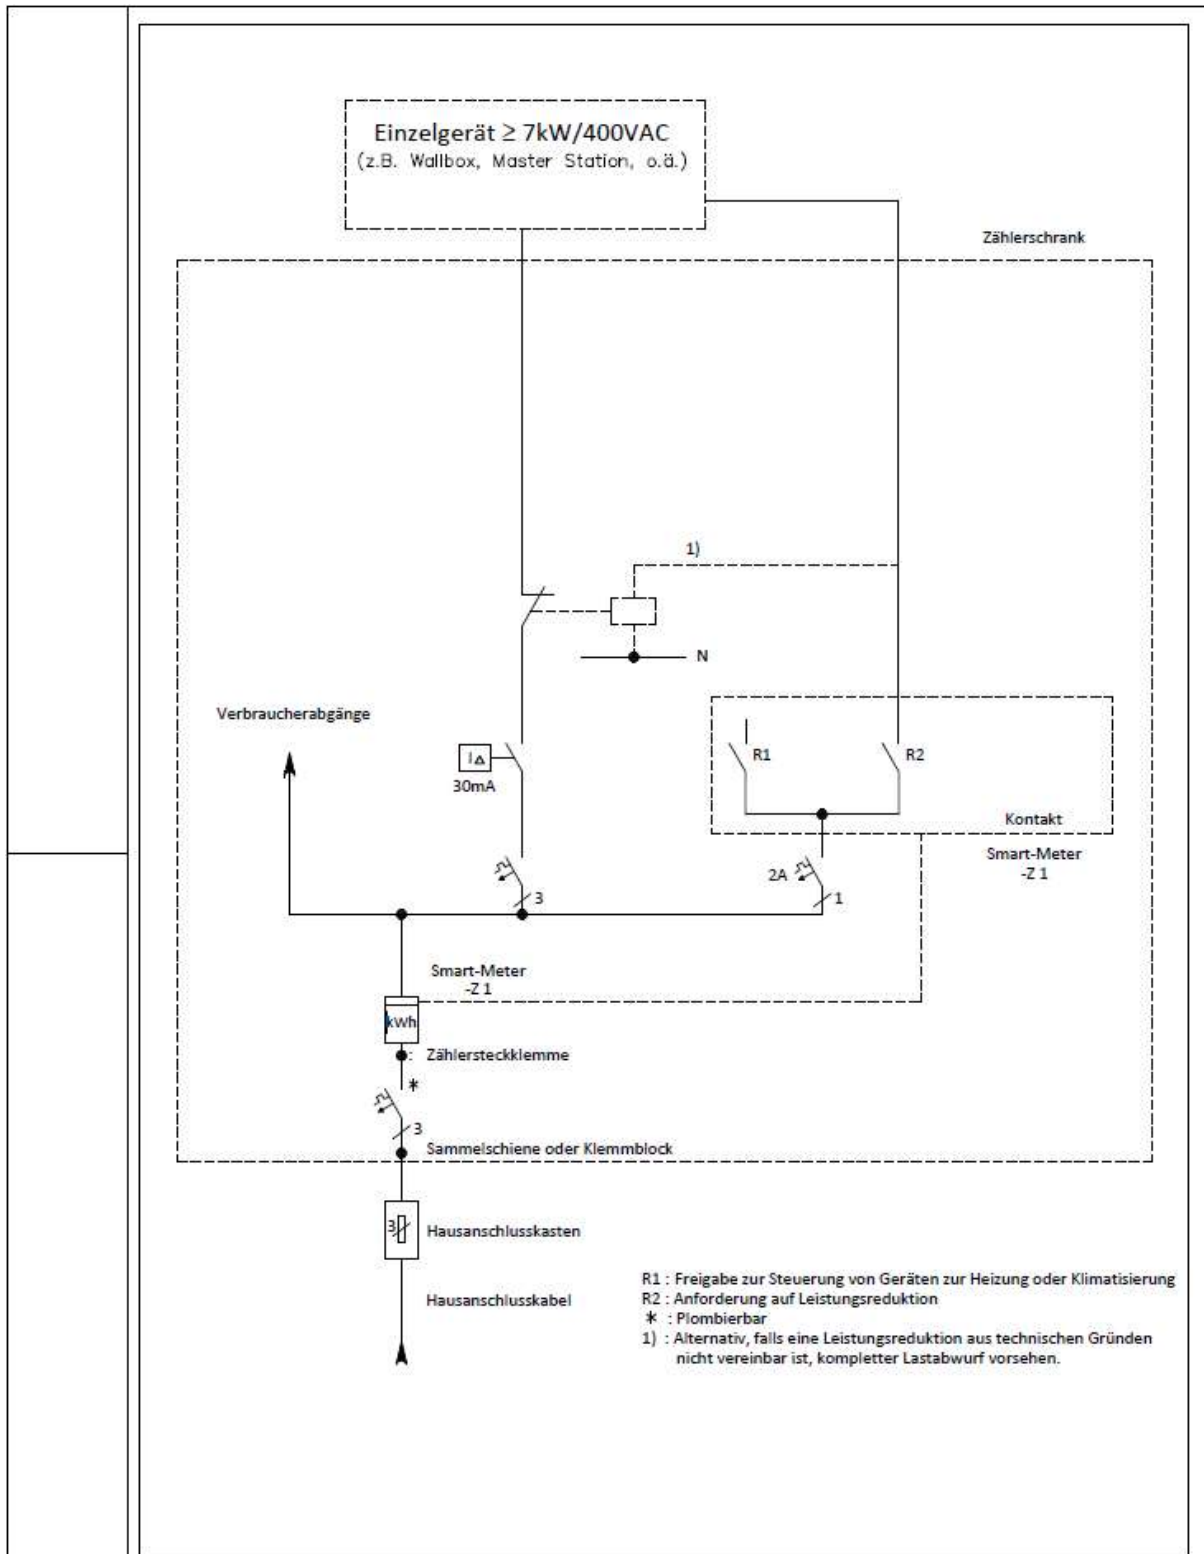 Einzelgerät ≥ 7kW/400VAC
(z.B. Wallbox, Master Station, o.ä.)
Zählerschrank
1)
N
Verbraucherabgänge
R1
R2
I∆
30mA
Kontakt
Smart-Meter
-Z 1
2A
3
1
Smart-Meter
-Z 1
kWh
: Zählersteckklemme
*
3
Sammelschiene oder Klemmblock
3
Hausanschlusskasten
Hausanschlusskabel
R1 : Freigabe zur Steuerung von Geräten zur Heizung oder Klimatisierung
R2 : Anforderung auf Leistungsreduktion
* : Plombierbar
1) : Alternativ, falls eine Leistungsreduktion aus technischen Gründen
nicht vereinbar ist, kompletter Lastabwurf vorsehen.